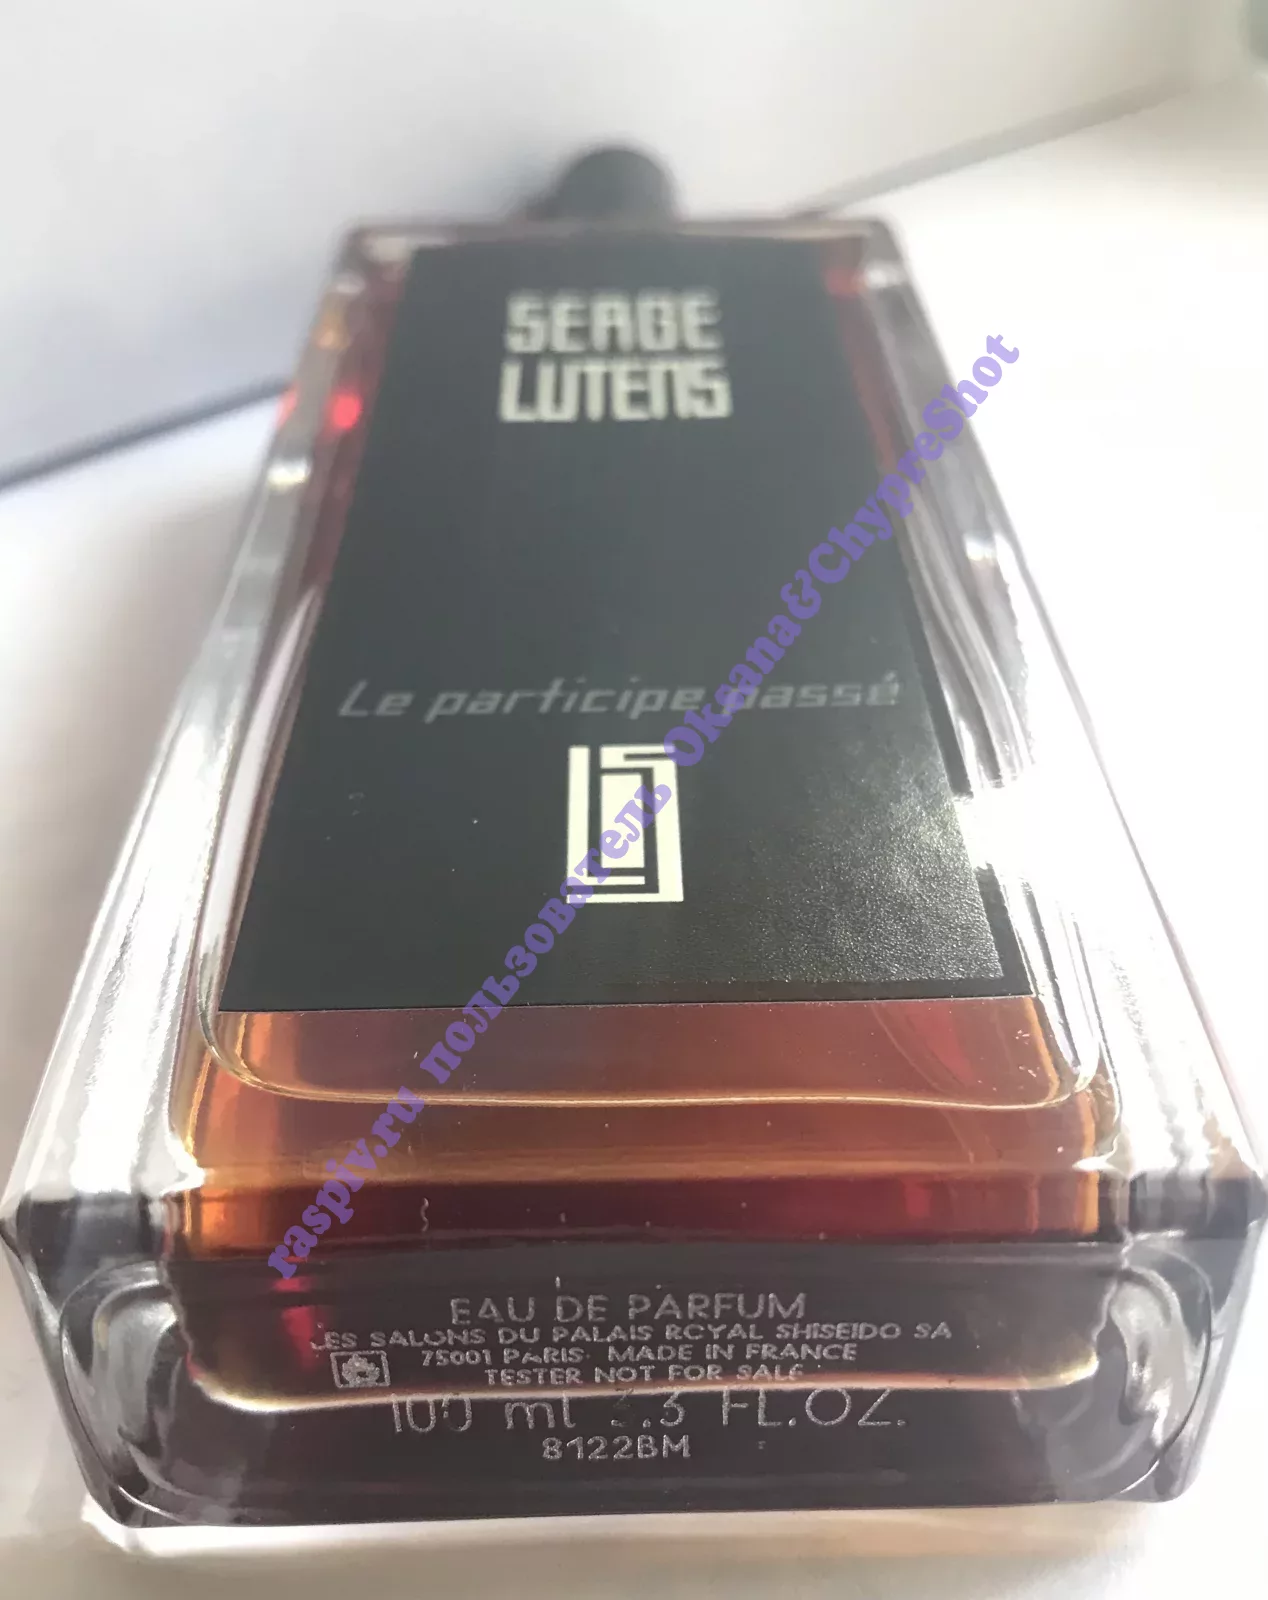 SERGE
LUTENS
Le participe passé
raspiv.ru пользователь Oksana&ChypreShot
EAU DE PARFUM
LES SALONS DU PALAIS ROYAL SHISEIDO SA
75001 PARIS MADE IN FRANCE
TESTER NOT FOR SALE
100 ml 3.3 FL.OZ.
8122BM